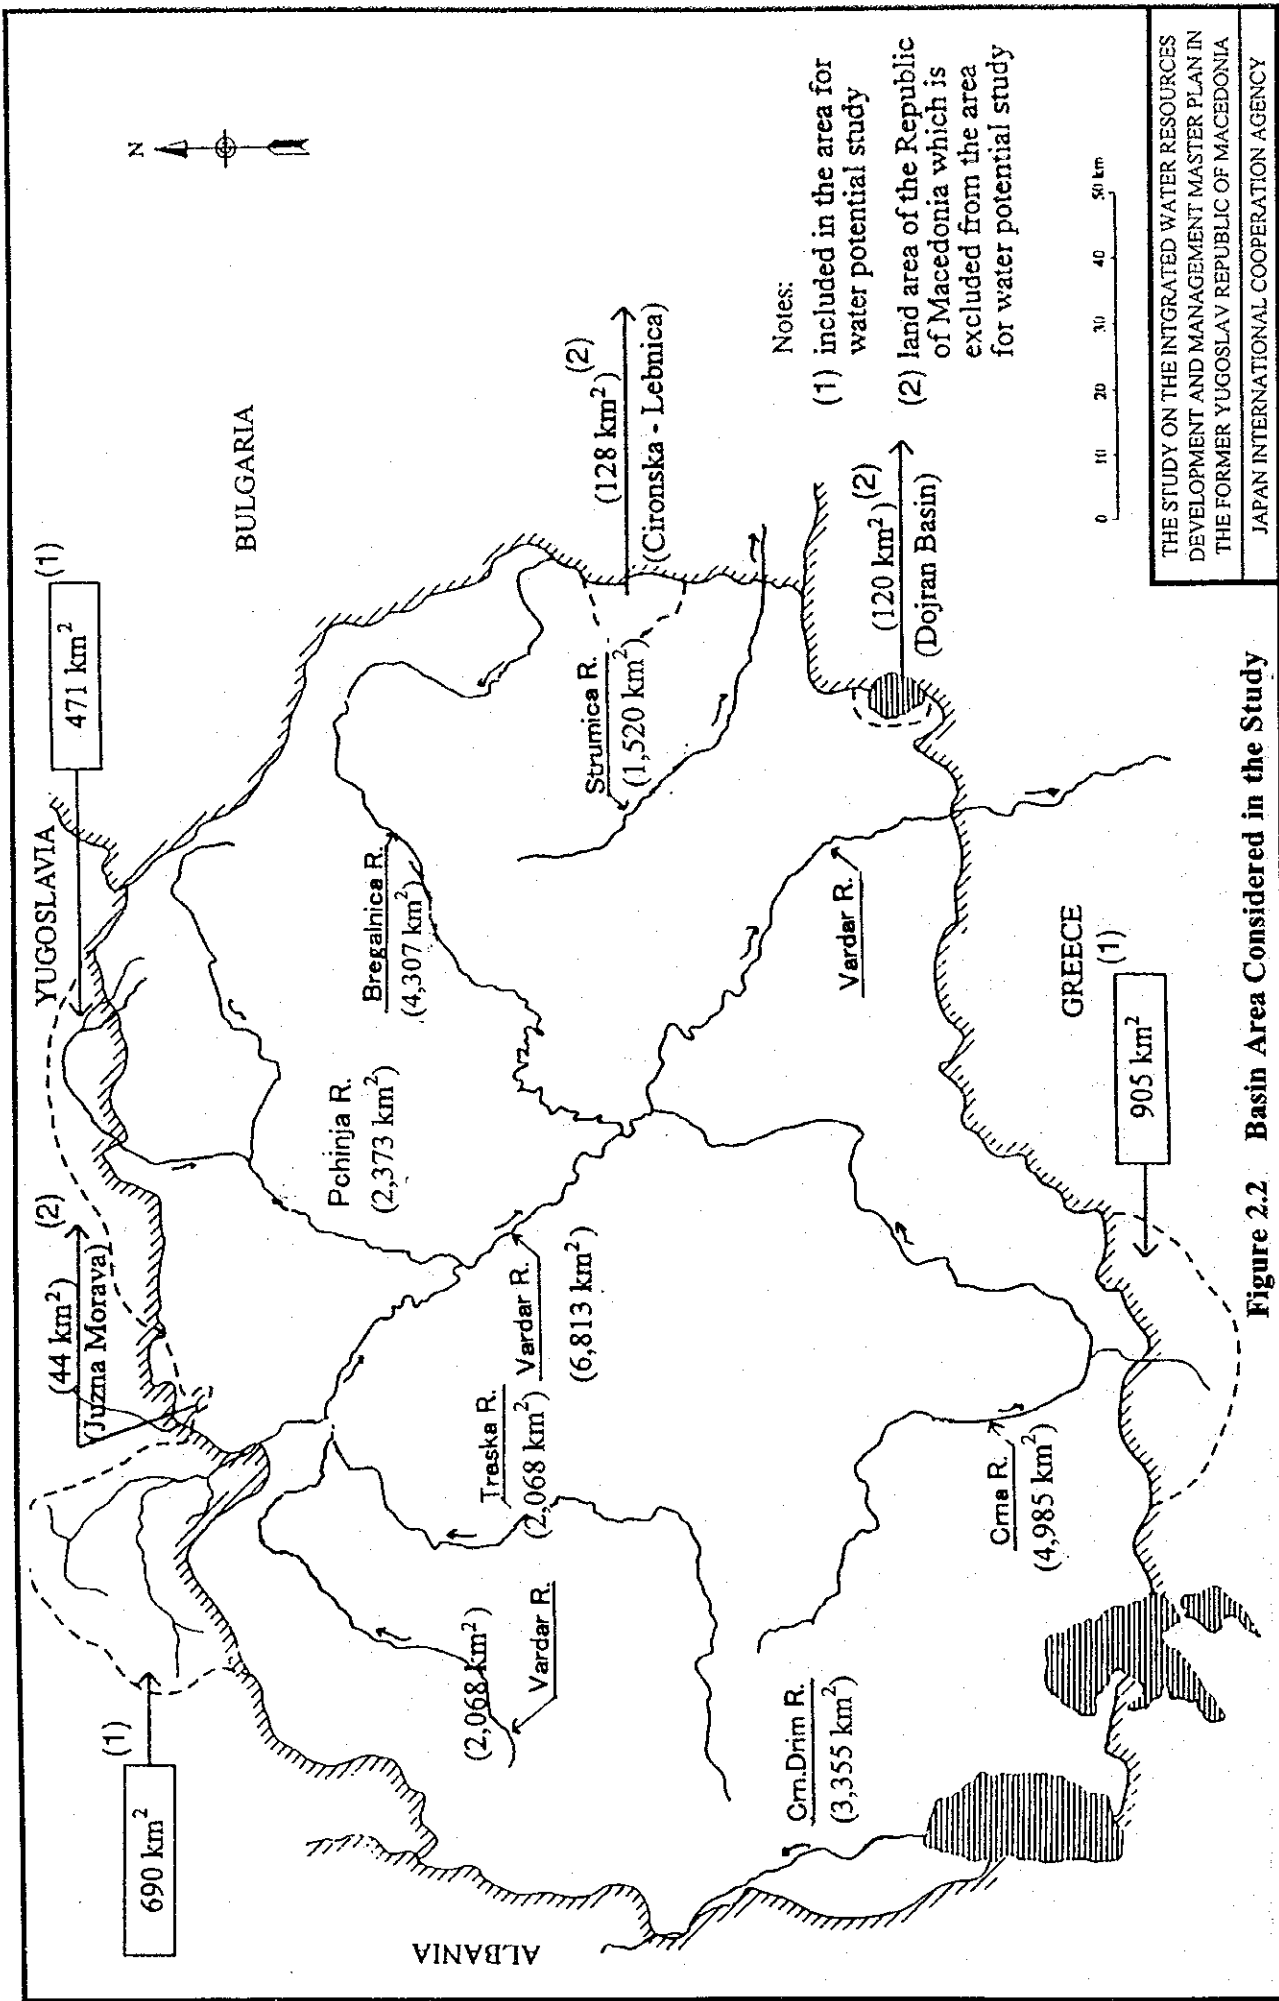 N
YUGOSLAVIA
BULGARIA
GREECE
ALBANIA
690 km²
(1)
(44 km²)
(2)
(Juzna Morava)
471 km²
(1)
(128 km²)
(2)
(Cironska - Lebnica)
(120 km²)
(2)
(Dojran Basin)
905 km²
(1)
Bregalnica R.
(4,307 km²)
Strumica R.
(1,520 km²)
Pchinja R.
(2,373 km²)
Vardar R.
(6,813 km²)
Treska R.
(2,068 km²)
(2,068 km²)
Vardar R.
Vardar R.
Crna R.
(4,985 km²)
Crn.Drim R.
(3,355 km²)
Notes:
(1) included in the area for
water potential study
(2) land area of the Republic
of Macedonia which is
excluded from the area
for water potential study
0 10 20 30 40 50 km
Figure 2.2 Basin Area Considered in the Study
THE STUDY ON THE INTGRATED WATER RESOURCES
DEVELOPMENT AND MANAGEMENT MASTER PLAN IN
THE FORMER YUGOSLAV REPUBLIC OF MACEDONIA
JAPAN INTERNATIONAL COOPERATION AGENCY